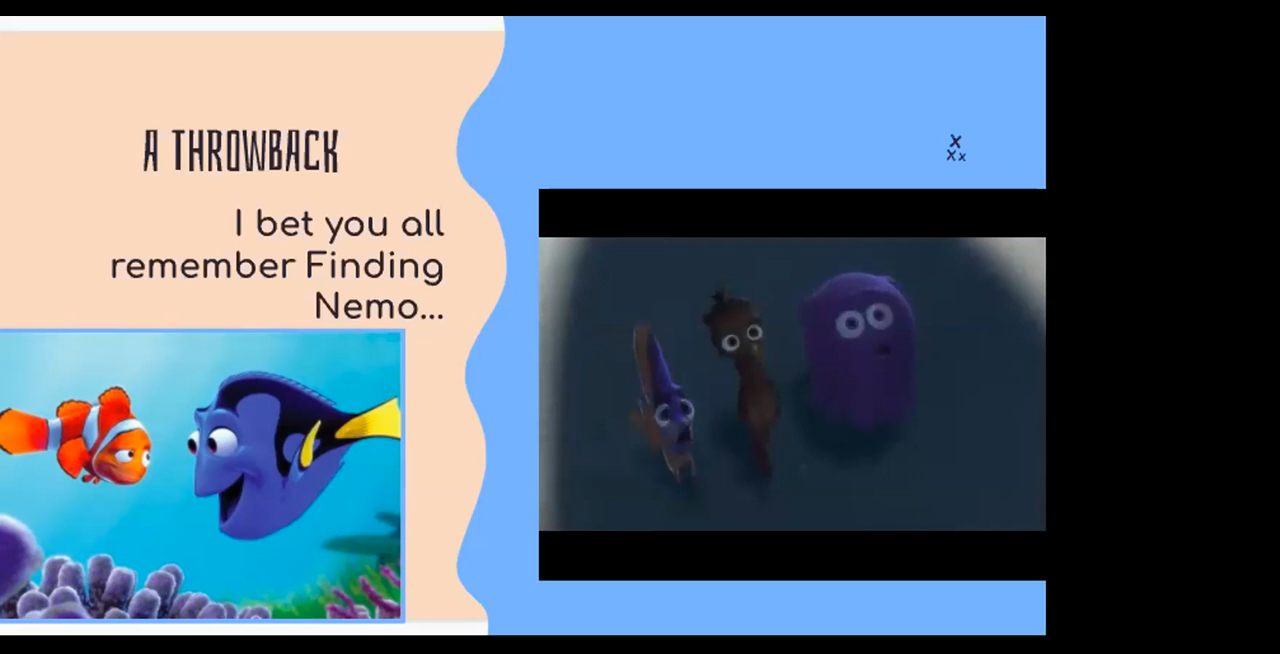 A THROWBACK
I bet you all
remember Finding
Nemo...
x
x x